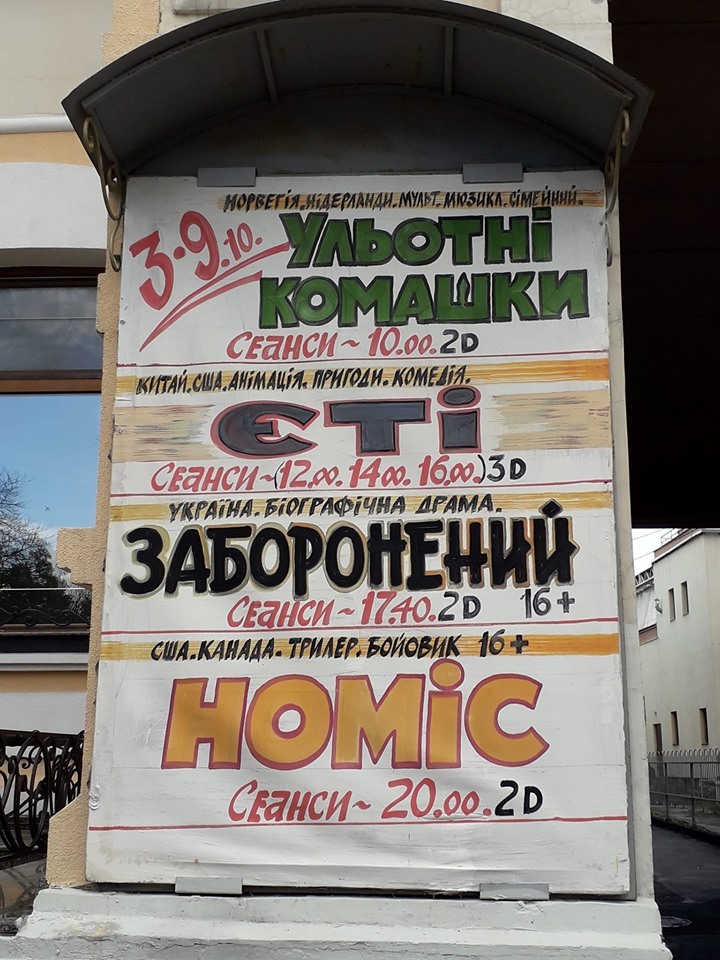 НОРВЕГІЯ.НІДЕРЛАНДИ.МУЛЬТ.МЮЗИКЛ.СІМЕЙНИЙ.
3-9.10. УЛЬОТНІ
КОМАШКИ
СЕАНСИ~10.00.2D
КИТАЙ.США.АНІМАЦІЯ.ПРИГОДИ.КОМЕДІЯ.
ЄТІ
СЕАНСИ~(12.00.14.00.16.00.)3D
УКРАЇНА.БІОГРАФІЧНА ДРАМА.
ЗАБОРОНЕНИЙ
СЕАНСИ~17.40.2D 16+
США.КАНАДА.ТРИЛЕР.БОЙОВИК 16+
НОМІС
СЕАНСИ~20.00.2D